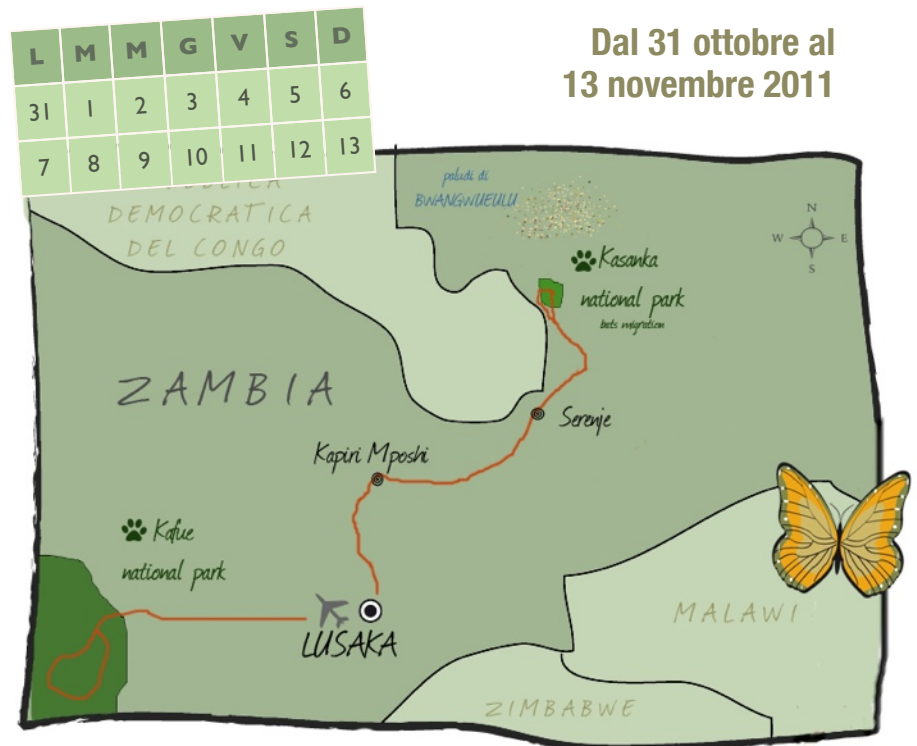 L M M G V S D
31 1 2 3 4 5 6
7 8 9 10 11 12 13
Dal 31 ottobre al
13 novembre 2011
DEMOCRATICA
DEL CONGO
paludi di
BWANGWUEULU
N
W E
S
Kasanka
national park
bats migration
ZAMBIA
Serenje
Kapiri Mposhi
Kafue
national park
LUSAKA
MALAWI
ZIMBABWE